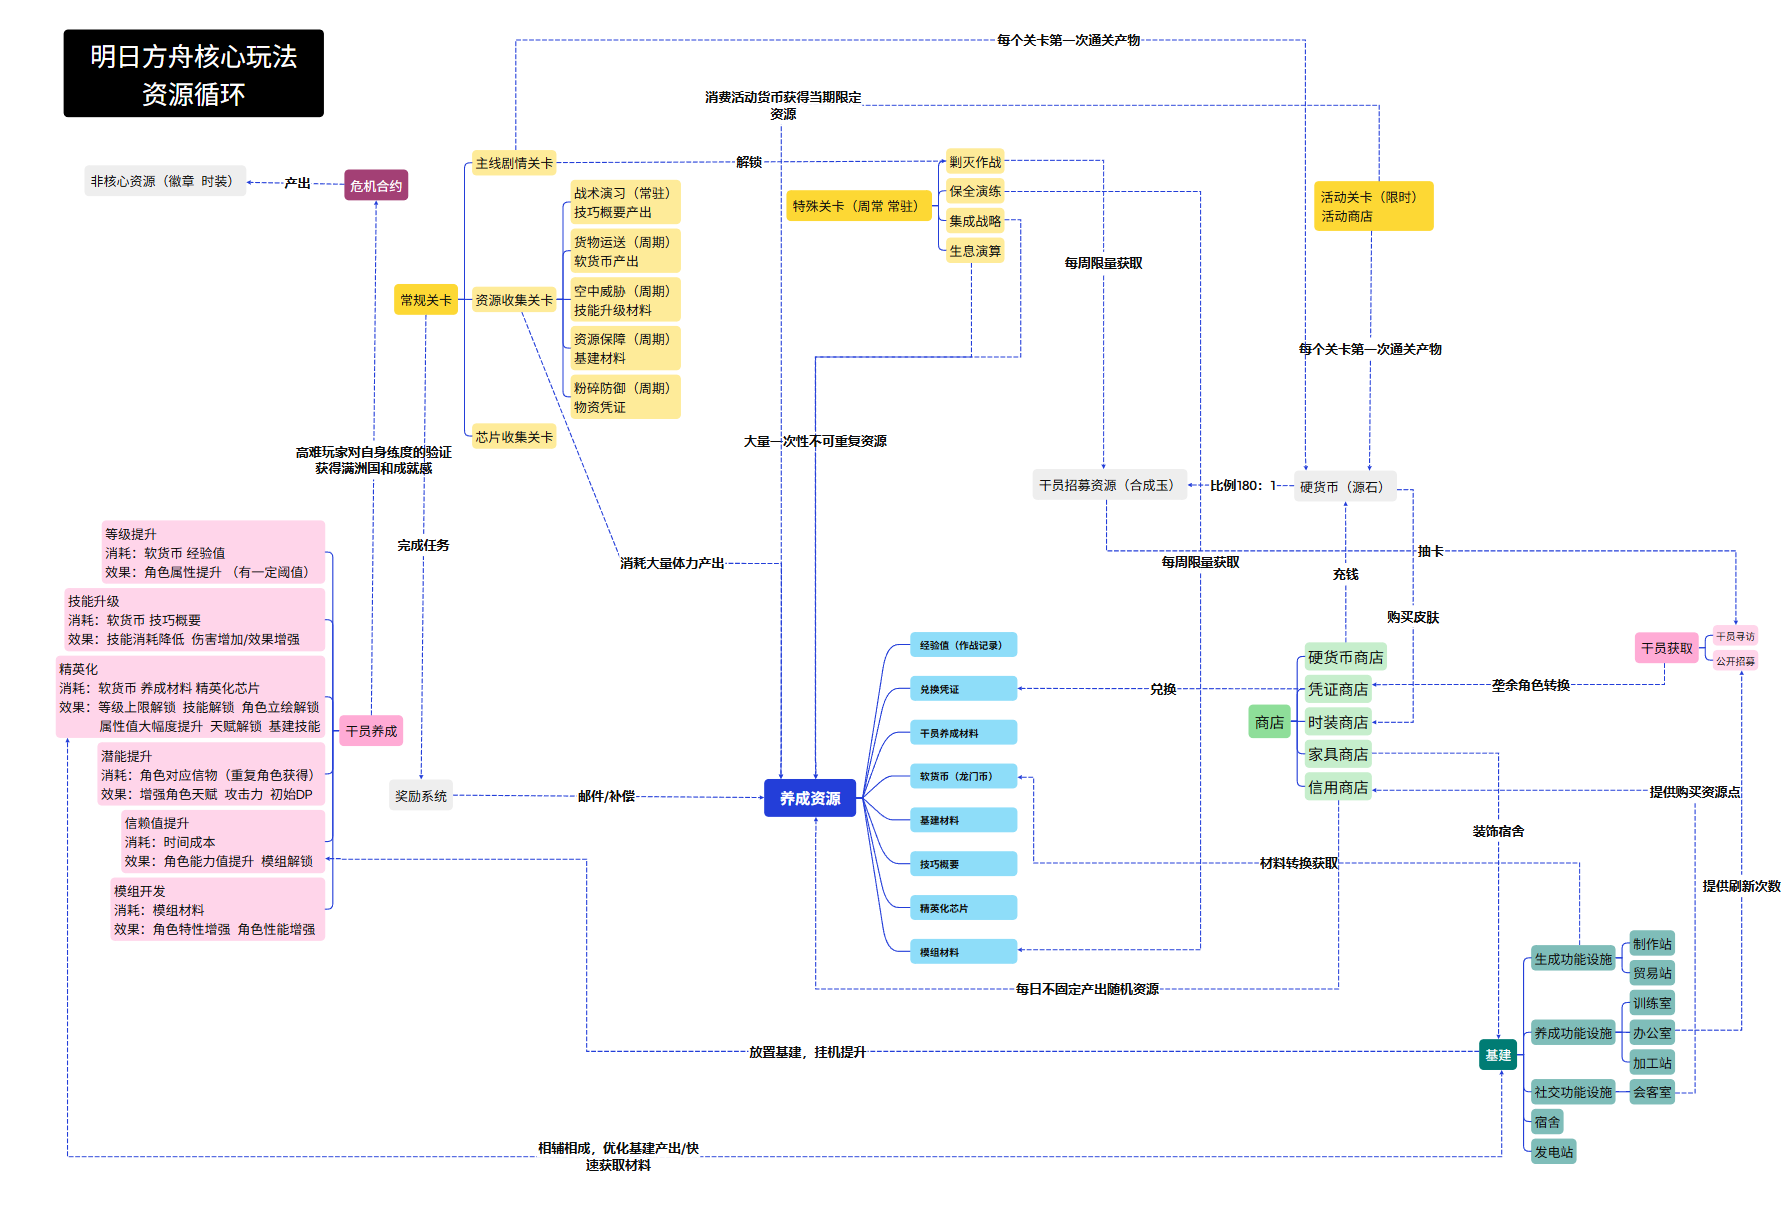 明日方舟核心玩法
资源循环
每个关卡第一次通关产物
消费活动货币获得当期限定
资源
非核心资源（徽章 时装）
产出
危机合约
主线剧情关卡
解锁
剿灭作战
保全演练
集成战略
生息演算
特殊关卡（周常 常驻）
活动关卡（限时）
活动商店
战术演习（常驻）
技巧概要产出
货物运送（周期）
软货币产出
空中威胁（周期）
技能升级材料
资源保障（周期）
基建材料
粉碎防御（周期）
物资凭证
常规关卡
资源收集关卡
芯片收集关卡
每周限量获取
每个关卡第一次通关产物
大量一次性不可重复资源
高难玩家对自身练度的验证
获得满洲国和成就感
干员招募资源（合成玉）
比例180：1
硬货币（源石）
完成任务
消耗大量体力产出
每周限量获取
抽卡
充钱
购买皮肤
等级提升
消耗：软货币 经验值
效果：角色属性提升 （有一定阈值）
技能升级
消耗：软货币 技巧概要
效果：技能消耗降低 伤害增加/效果增强
精英化
消耗：软货币 养成材料 精英化芯片
效果：等级上限解锁 技能解锁 角色立绘解锁
属性值大幅度提升 天赋解锁 基建技能
潜能提升
消耗：角色对应信物（重复角色获得）
效果：增强角色天赋 攻击力 初始DP
信赖值提升
消耗：时间成本
效果：角色能力值提升 模组解锁
模组开发
消耗：模组材料
效果：角色特性增强 角色性能增强
干员养成
奖励系统
邮件/补偿
养成资源
经验值（作战记录）
兑换凭证
干员养成材料
软货币（龙门币）
基建材料
技巧概要
精英化芯片
模组材料
兑换
商店
硬货币商店
凭证商店
时装商店
家具商店
信用商店
垄余角色转换
干员获取
干员寻访
公开招募
提供购买资源点
装饰宿舍
材料转换获取
提供刷新次数
每日不固定产出随机资源
放置基建，挂机提升
基建
生成功能设施
制作站
贸易站
养成功能设施
训练室
办公室
加工站
社交功能设施
会客室
宿舍
发电站
相辅相成，优化基建产出/快
速获取材料